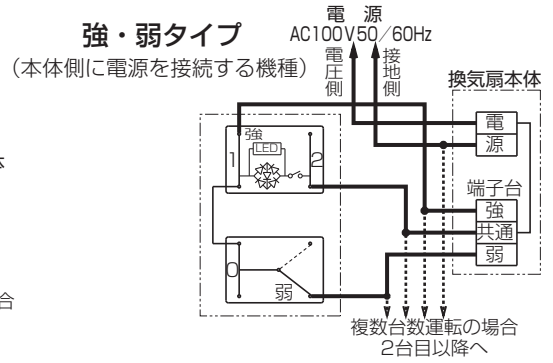 強・弱タイプ
（本体側に電源を接続する機種）
電 源
AC100V50／60Hz
電圧側
接地側
換気扇本体
電
源
端子台
強
共通
弱
強
LED
1
2
0
弱
複数台数運転の場合
2台目以降へ
合